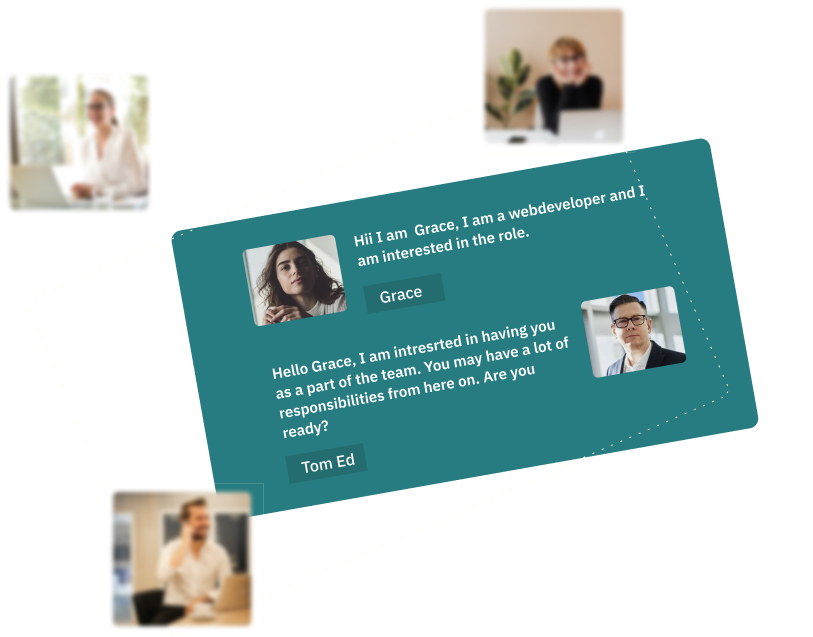 Hii I am  Grace, I am a webdeveloper and I
am interested in the role.
Grace
Hello Grace, I am intresrted in having you
as a part of the team. You may have a lot of
responsibilities from here on. Are you
ready?
Tom Ed